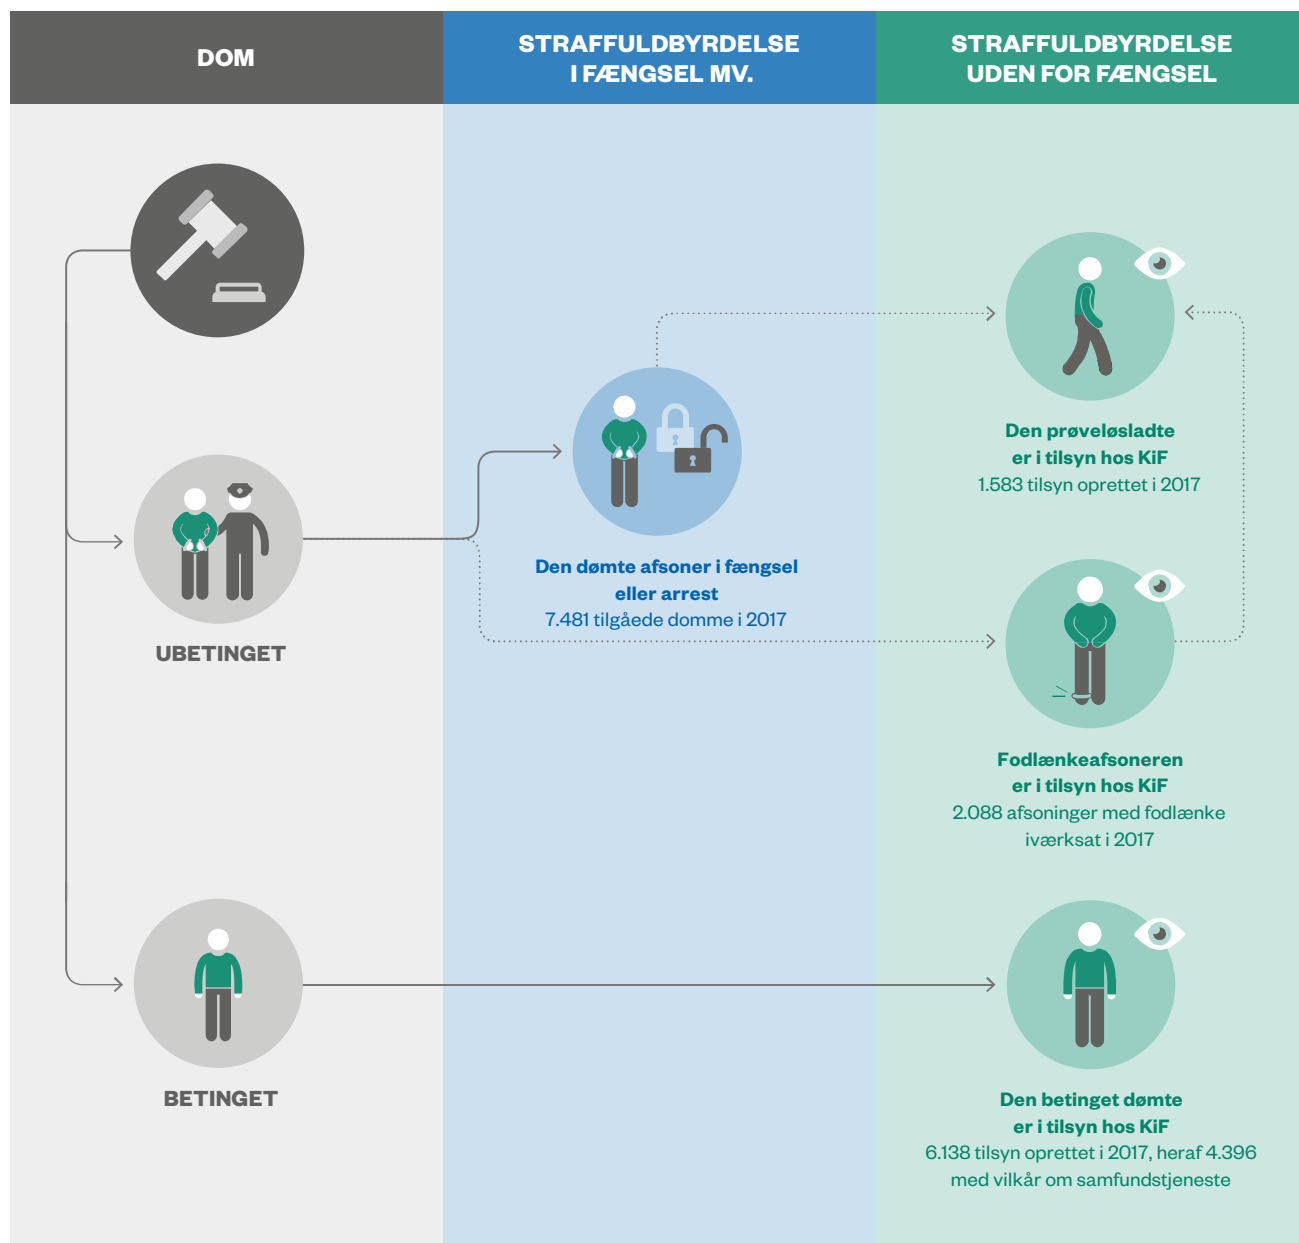 DOM
STRAFFULDBYRDELSE
I FÆNGSEL MV.
STRAFFULDBYRDELSE
UDEN FOR FÆNGSEL
UBETINGET
BETINGET
Den dømte afsoner i fængsel
eller arrest
7.481 tilgåede domme i 2017
Den prøveløsladte
er i tilsyn hos KiF
1.583 tilsyn oprettet i 2017
Fodlænkeafsoneren
er i tilsyn hos KiF
2.088 afsoninger med fodlænke
iværksat i 2017
Den betinget dømte
er i tilsyn hos KiF
6.138 tilsyn oprettet i 2017, heraf 4.396
med vilkår om samfundstjeneste